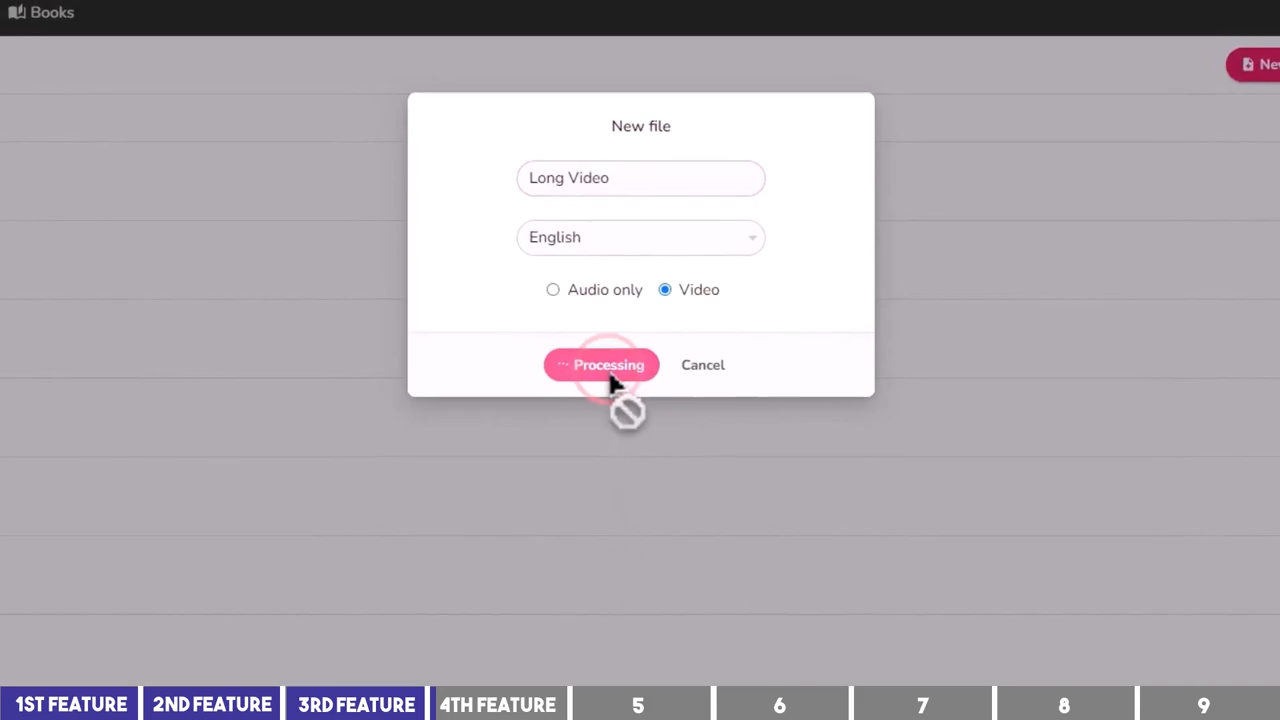 Books
New
New file
Long Video
English
Audio only
Video
Processing
Cancel
1ST FEATURE
2ND FEATURE
3RD FEATURE
4TH FEATURE
5
6
7
8
9